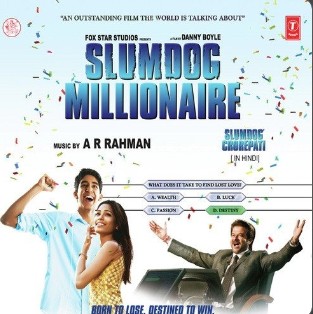 "AN OUTSTANDING FILM THE WORLD IS TALKING ABOUT"
FOX STAR STUDIOS PRESENTS A FILM BY DANNY BOYLE
SLUMDOG
MILLIONAIRE
MUSIC BY A R RAHMAN
SLUMDOG
CROREPATI
[IN HINDI]
WHAT DOES IT TAKE TO FIND LOST LOVE?
A. WEALTH
B. LUCK
C. PASSION
D. DESTINY
BORN TO LOSE. DESTINED TO WIN.